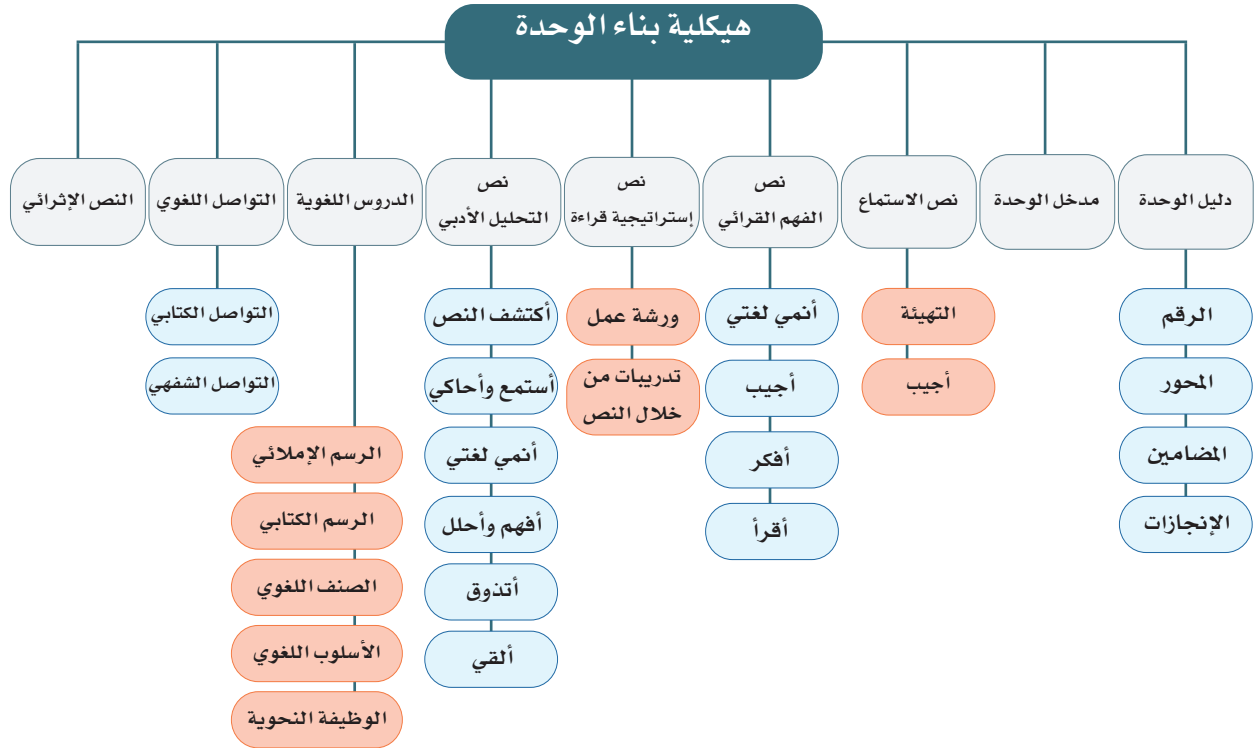 هيكلية بناء الوحدة
دليل الوحدة
مدخل الوحدة
نص الاستماع
نص
الفهم القرائي
نص
إستراتيجية قراءة
نص
التحليل الأدبي
الدروس اللغوية
التواصل اللغوي
النص الإثرائي
الرقم
المحور
المضامين
الإنجازات
التهيئة
أجيب
أنمي لغتي
أجيب
أفكر
أقرأ
ورشة عمل
تدريبات من
خلال النص
أكتشف النص
أستمع وأحاكي
أنمي لغتي
أفهم وأحلل
أتذوق
ألقي
الرسم الإملائي
الرسم الكتابي
الصنف اللغوي
الأسلوب اللغوي
الوظيفة النحوية
التواصل الكتابي
التواصل الشفهي